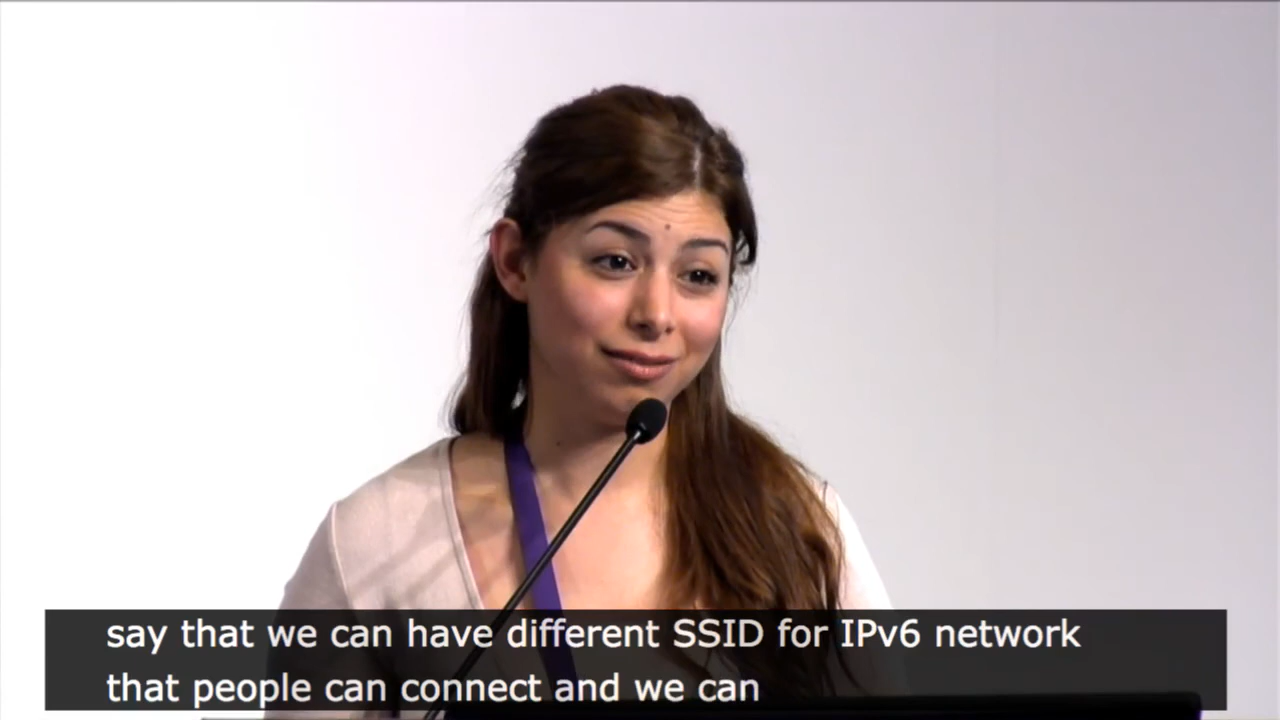 say that we can have different SSID for IPv6 network
that people can connect and we can